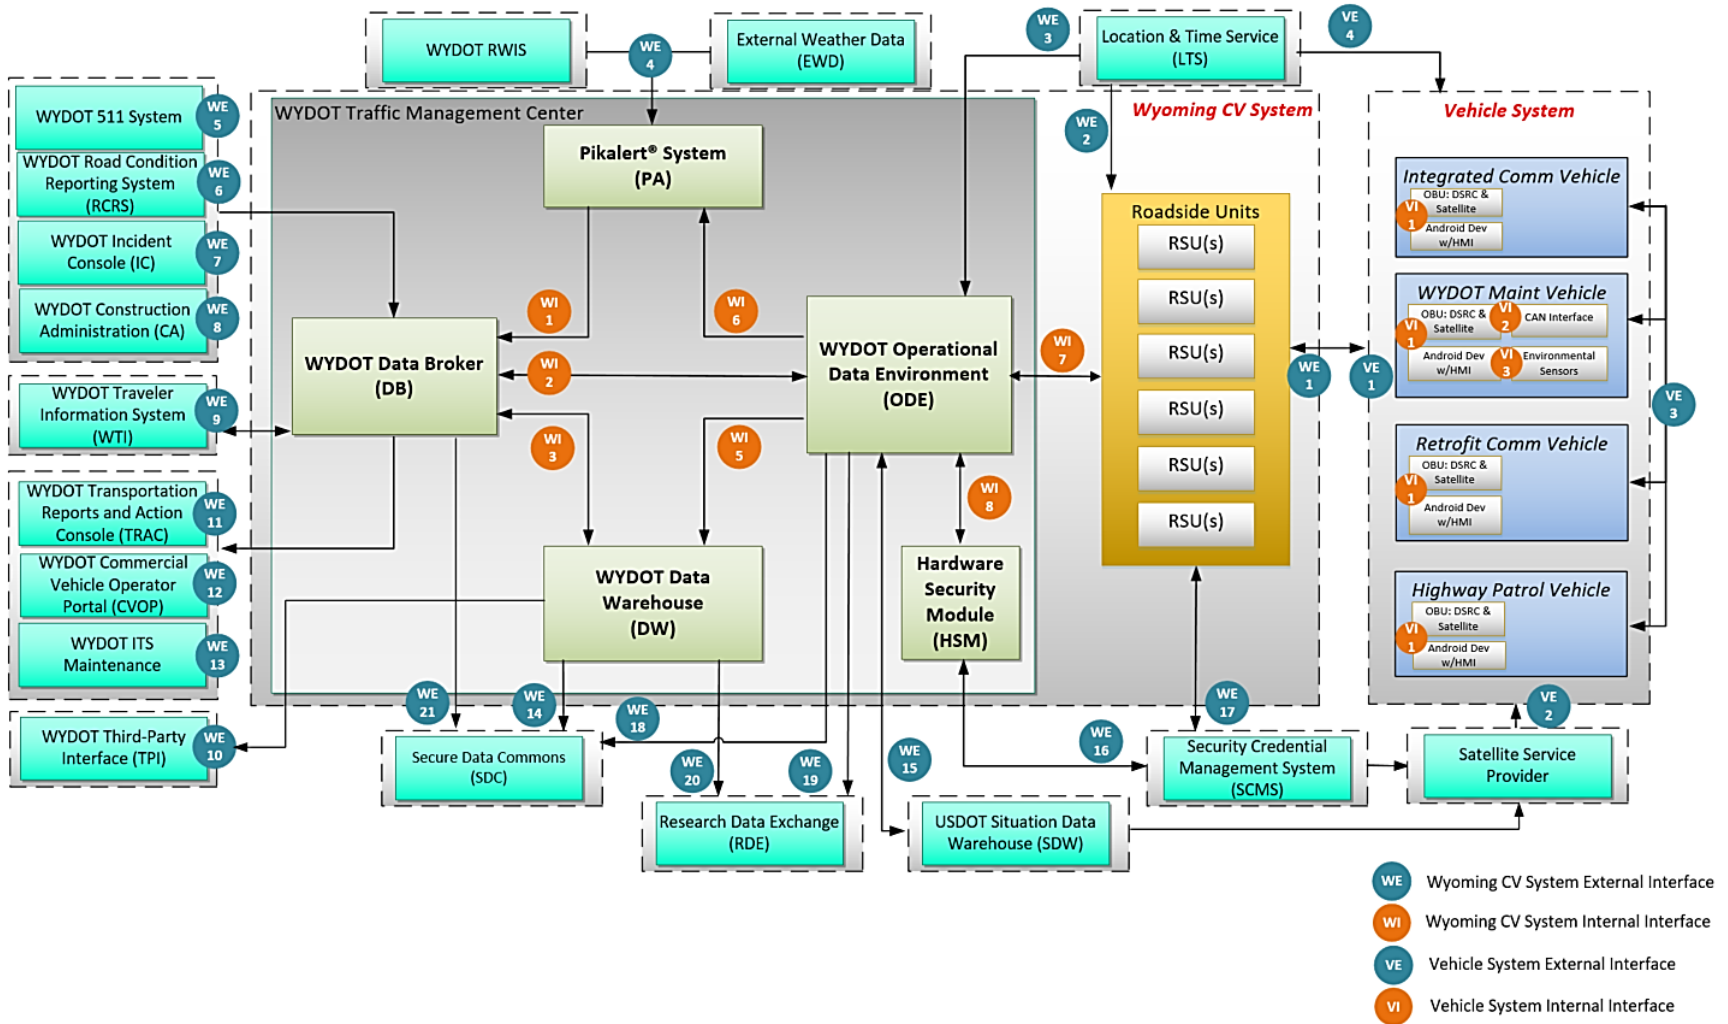 WYDOT RWIS
WE
4
External Weather Data
(EWD)
WE
3
Location & Time Service
(LTS)
VE
4
WYDOT 511 System
WE
5
WYDOT Road Condition
Reporting System
(RCRS)
WE
6
WYDOT Incident
Console (IC)
WE
7
WYDOT Construction
Administration (CA)
WE
8
WYDOT Traveler
Information System
(WTI)
WE
9
WYDOT Transportation
Reports and Action
Console (TRAC)
WE
11
WYDOT Commercial
Vehicle Operator
Portal (CVOP)
WE
12
WYDOT ITS
Maintenance
WE
13
WYDOT Third-Party
Interface (TPI)
WE
10
WYDOT Traffic Management Center
Pikalert® System
(PA)
WI
1
WI
6
WYDOT Data Broker
(DB)
WI
2
WYDOT Operational
Data Environment
(ODE)
WI
3
WI
5
WI
7
WI
8
WYDOT Data
Warehouse
(DW)
Hardware
Security
Module
(HSM)
Wyoming CV System
WE
2
Roadside Units
RSU(s)
RSU(s)
RSU(s)
RSU(s)
RSU(s)
RSU(s)
WE
1
VE
1
Vehicle System
Integrated Comm Vehicle
OBU: DSRC &
Satellite
VI
1
Android Dev
w/HMI
WYDOT Maint Vehicle
OBU: DSRC &
Satellite
VI
2
CAN Interface
VI
1
Android Dev
w/HMI
VI
3
Environmental
Sensors
VE
3
Retrofit Comm Vehicle
OBU: DSRC &
Satellite
VI
1
Android Dev
w/HMI
Highway Patrol Vehicle
OBU: DSRC &
Satellite
VI
1
Android Dev
w/HMI
WE
21
WE
14
WE
18
WE
20
WE
19
WE
15
WE
16
WE
17
VE
2
Secure Data Commons
(SDC)
Research Data Exchange
(RDE)
USDOT Situation Data
Warehouse (SDW)
Security Credential
Management System
(SCMS)
Satellite Service
Provider
WE
Wyoming CV System External Interface
WI
Wyoming CV System Internal Interface
VE
Vehicle System External Interface
VI
Vehicle System Internal Interface